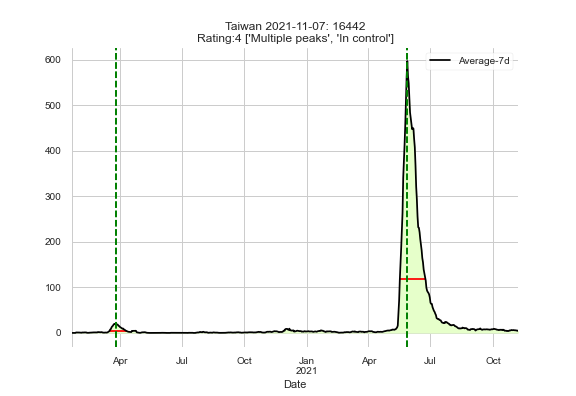 Taiwan 2021-11-07: 16442
Rating:4 ['Multiple peaks', 'In control']
Average-7d
600
500
400
300
200
100
0
Apr Jul Oct Jan Apr Jul Oct
2021
Date